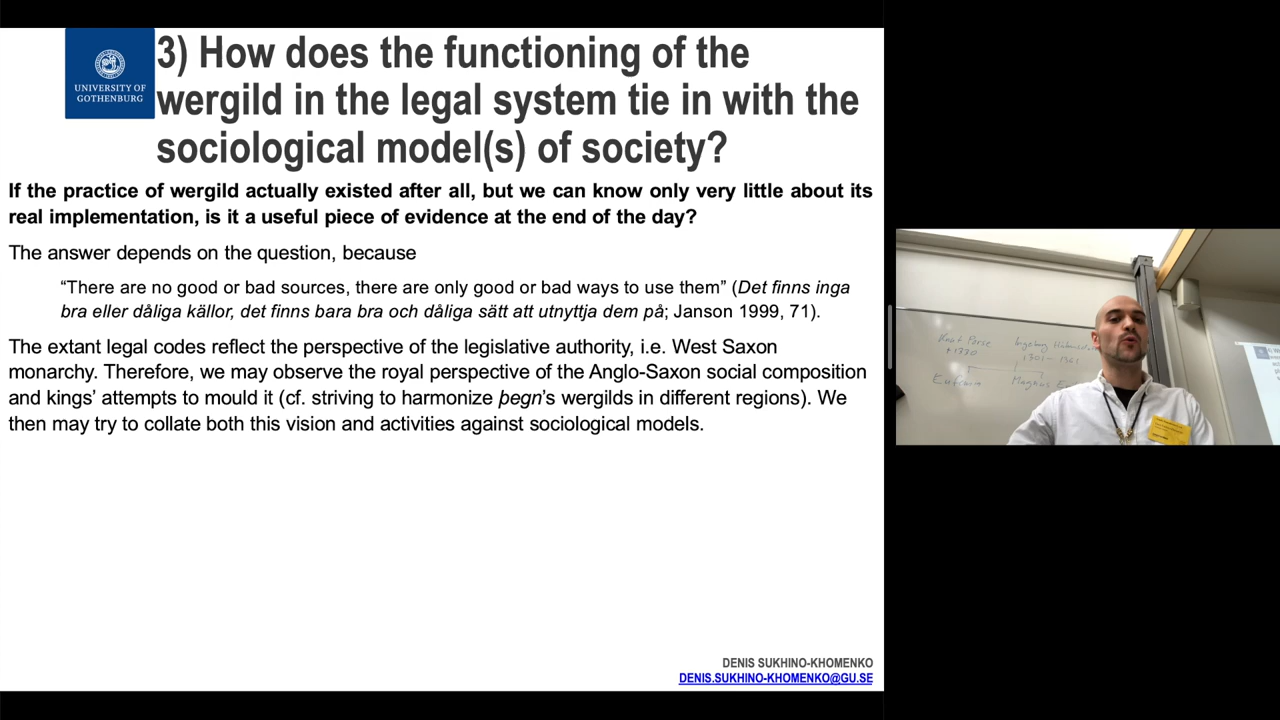 UNIVERSITY OF
GOTHENBURG
3) How does the functioning of the
wergild in the legal system tie in with the
sociological model(s) of society?
If the practice of wergild actually existed after all, but we can know only very little about its
real implementation, is it a useful piece of evidence at the end of the day?
The answer depends on the question, because
“There are no good or bad sources, there are only good or bad ways to use them” (Det finns inga
bra eller dåliga källor, det finns bara bra och dåliga sätt att utnyttja dem på; Janson 1999, 71).
The extant legal codes reflect the perspective of the legislative authority, i.e. West Saxon
monarchy. Therefore, we may observe the royal perspective of the Anglo-Saxon social composition
and kings’ attempts to mould it (cf. striving to harmonize þegn’s wergilds in different regions). We
then may try to collate both this vision and activities against sociological models.
DENIS SUKHINO-KHOMENKO
DENIS.SUKHINO-KHOMENKO@GU.SE
Knut Porse
Ingeborg
†1330
1301 – 1361
Eufemia
Magnus